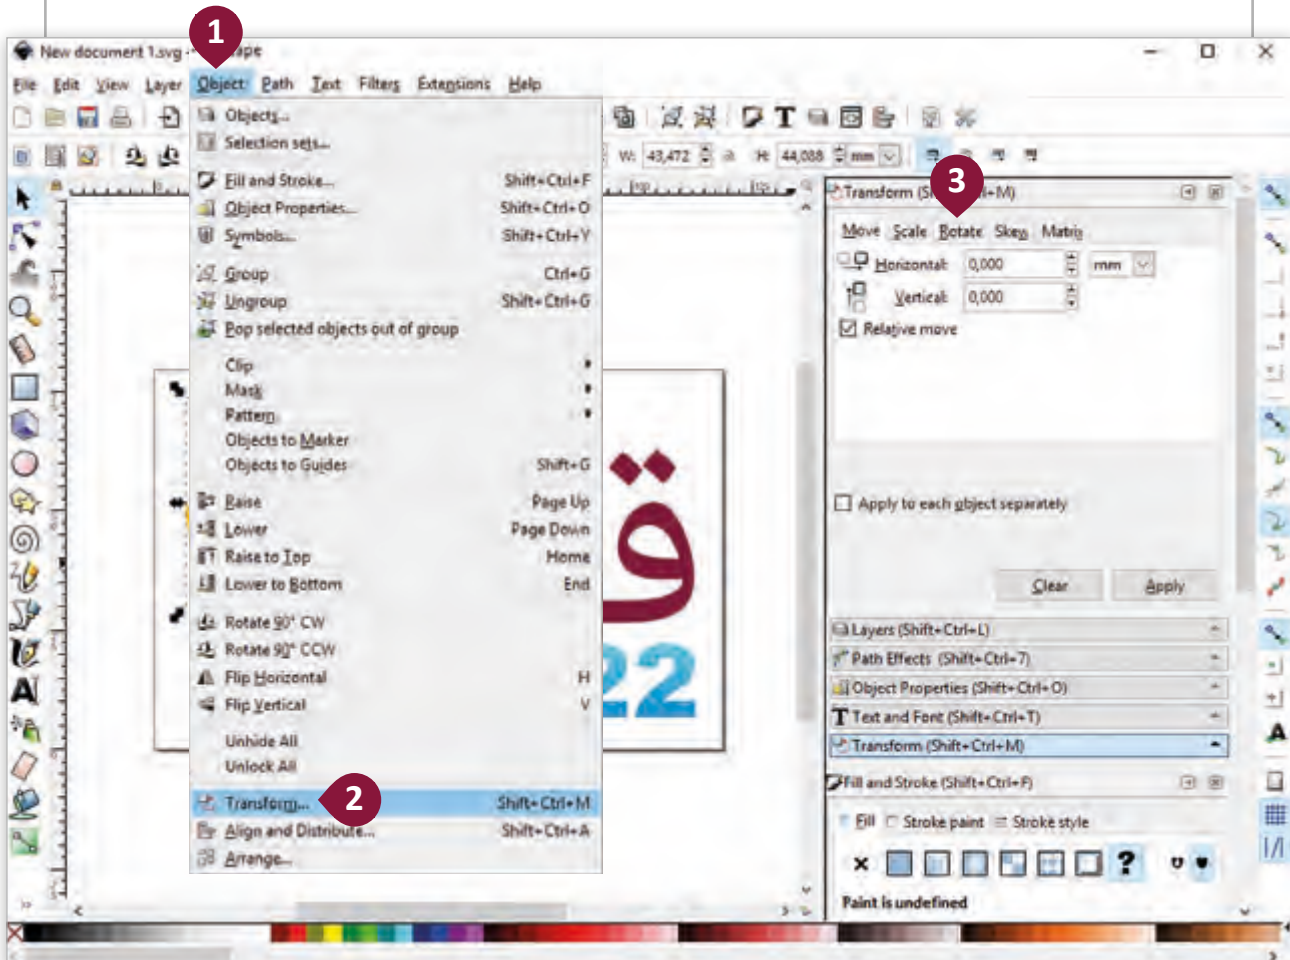 1
New document 1.svg - ape
File Edit View Layer Object Path Text Filters Extensions Help
Objects...
Selection sets...
W: 43,472 H: 44,088 mm
Fill and Stroke... Shift+Ctrl+F
Object Properties... Shift+Ctrl+O
Symbols... Shift+Ctrl+Y
Group Ctrl+G
Ungroup Shift+Ctrl+G
Pop selected objects out of group
Clip
Mask
Pattern
Objects to Marker
Objects to Guides Shift+G
Raise Page Up
Lower Page Down
Raise to Top Home
Lower to Bottom End
Rotate 90° CW
Rotate 90° CCW
Flip Horizontal H
Flip Vertical V
Unhide All
Unlock All
Transform... 2 Shift+Ctrl+M
Align and Distribute... Shift+Ctrl+A
Arrange...
ق
22
3
Transform (S l+M)
Move Scale Rotate Skew Matrix
Horizontal: 0,000 mm
Vertical: 0,000
Relative move
Apply to each object separately
Clear Apply
Layers (Shift+Ctrl+L)
Path Effects (Shift+Ctrl+7)
Object Properties (Shift+Ctrl+O)
Text and Font (Shift+Ctrl+T)
Transform (Shift+Ctrl+M)
Fill and Stroke (Shift+Ctrl+F)
Fill Stroke paint Stroke style
?
Paint is undefined